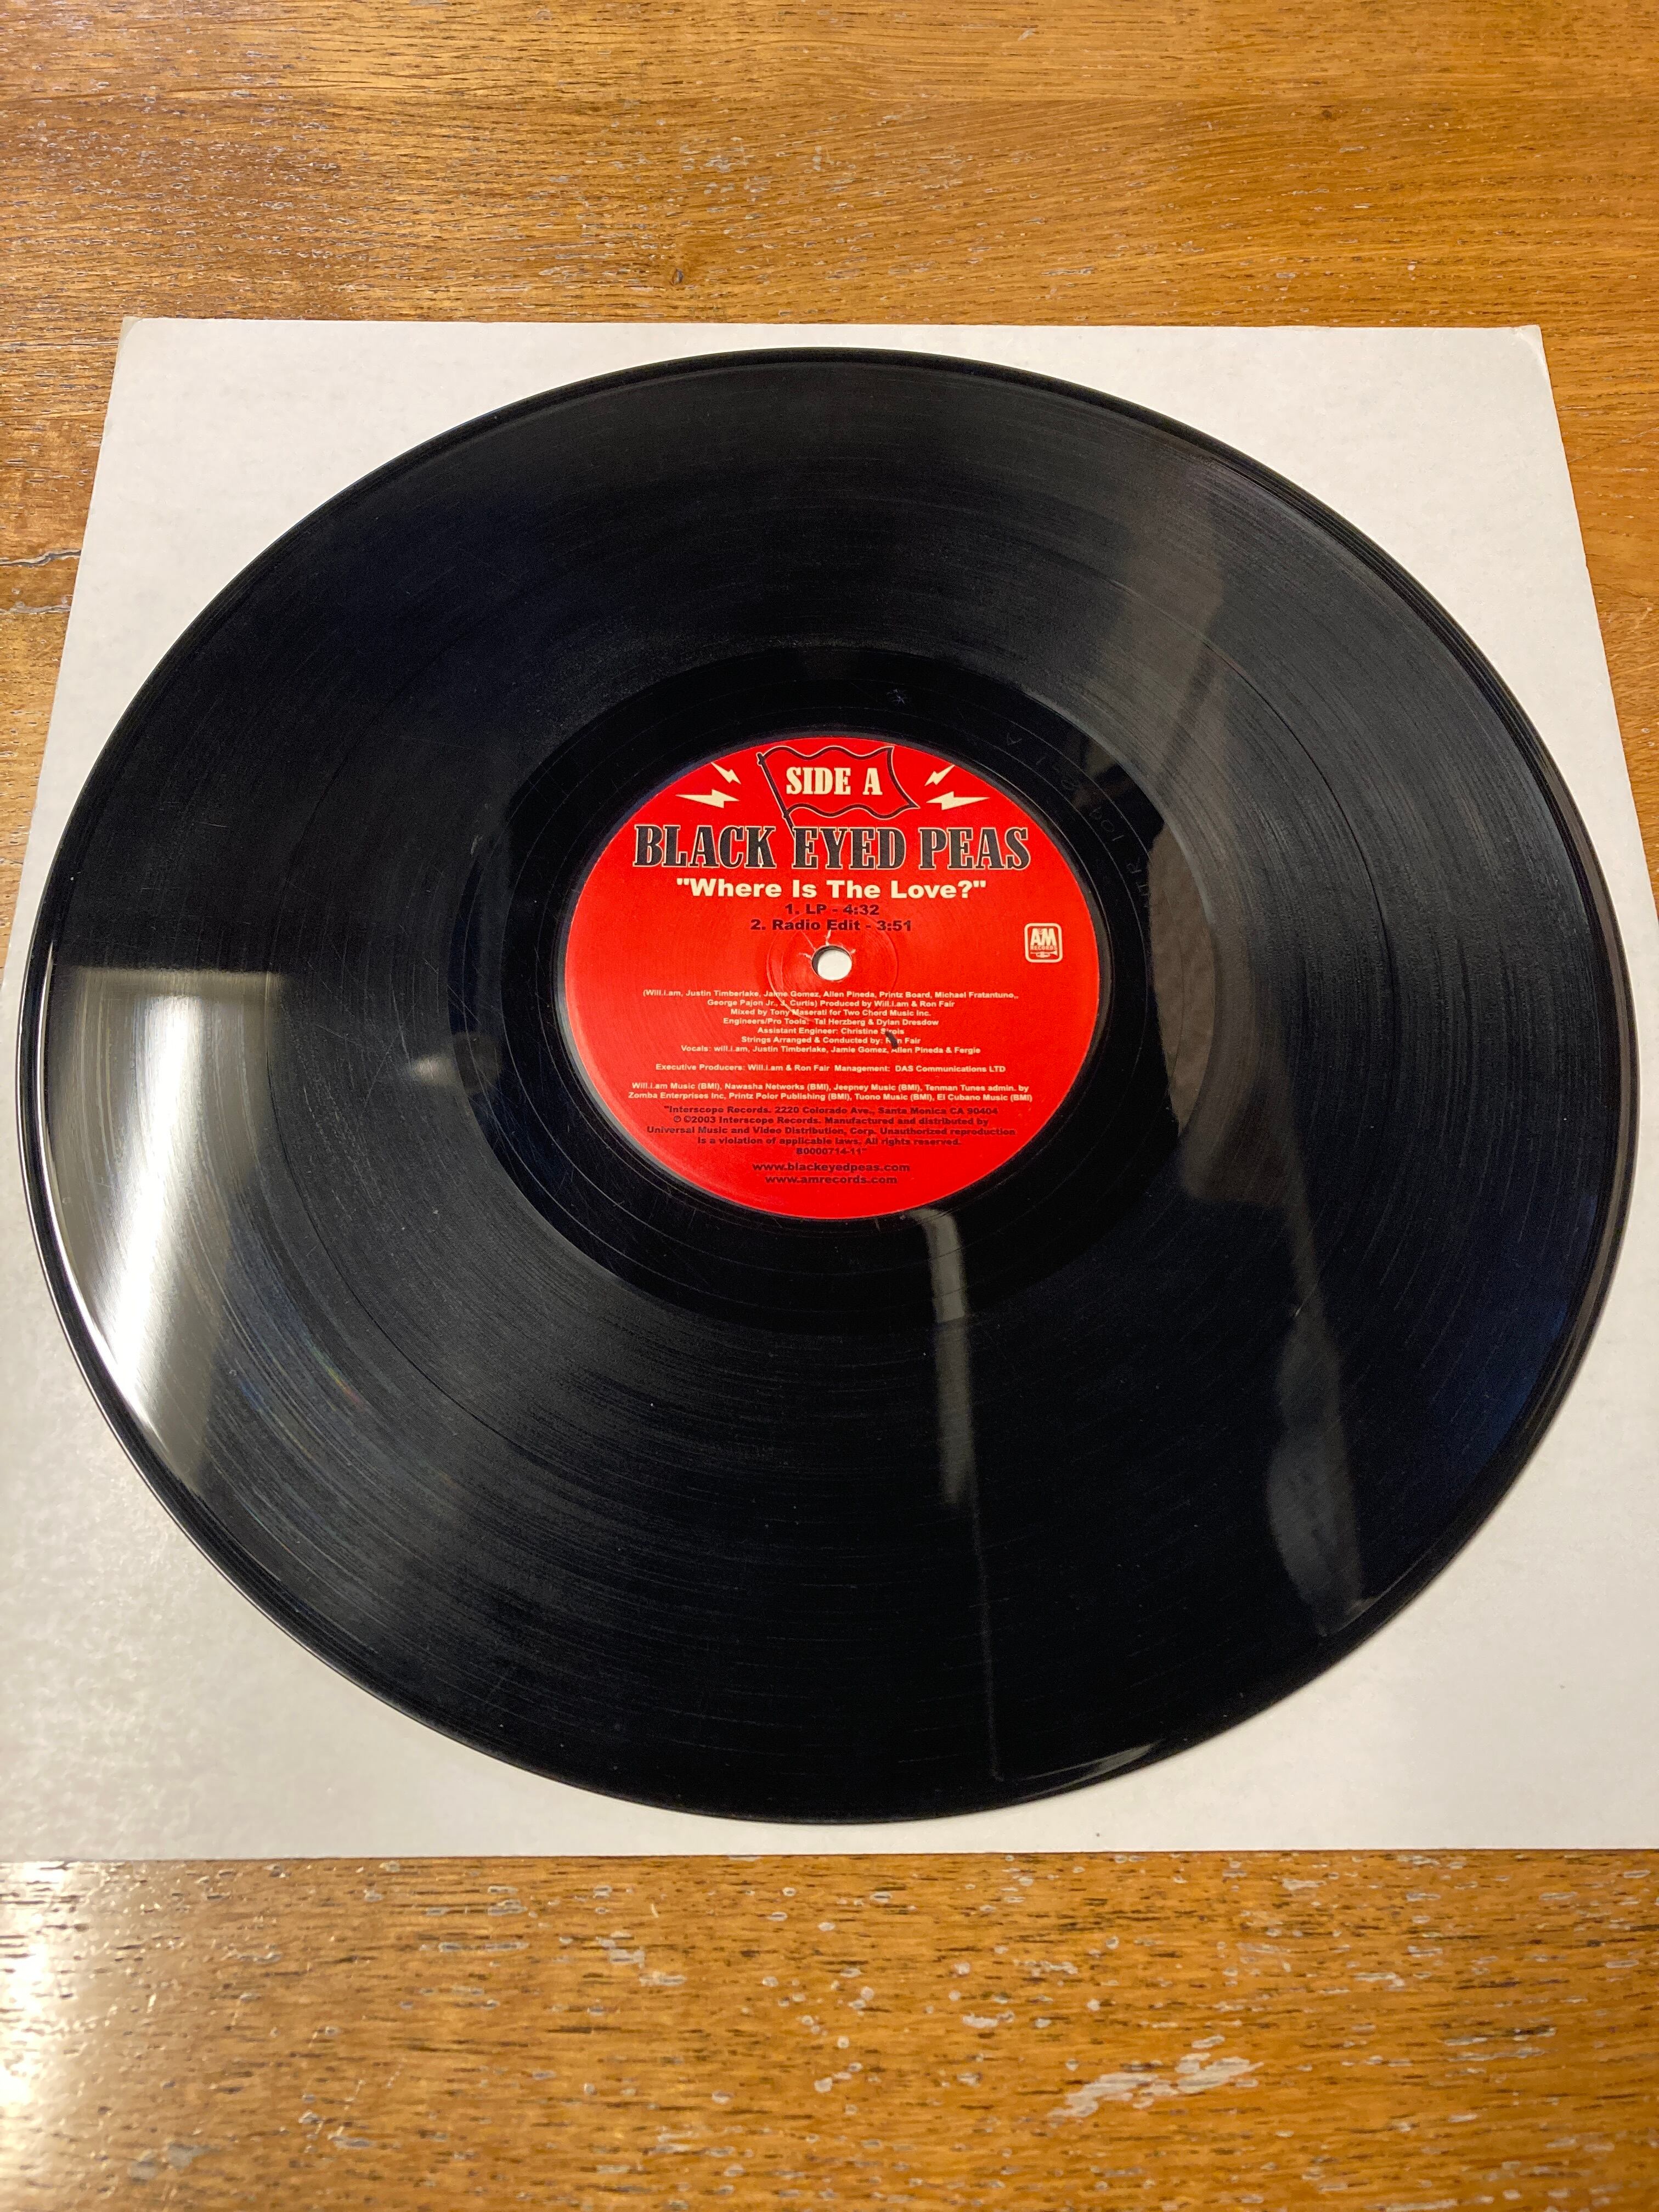 SIDE A
BLACK EYED PEAS
"Where Is The Love?"
1. LP - 4:32
2. Radio Edit - 3:51
AM
RECORDS
(Will.i.am, Justin Timberlake, Jaime Gomez, Allen Pineda, Printz Board, Michael Fratantuno,,
George Pajon Jr., J. Curtis) Produced by Will.i.am & Ron Fair
Mixed by Tony Maserati for Two Chord Music Inc.
Engineers/Pro Tools: Tal Herzberg & Dylan Dresdow
Assistant Engineer: Christine Sirois
Strings Arranged & Conducted by: Ron Fair
Vocals: will.i.am, Justin Timberlake, Jamie Gomez, Allen Pineda & Fergie
Executive Producers: Will.i.am & Ron Fair Management: DAS Communications LTD
Will.i.am Music (BMI), Nawasha Networks (BMI), Jeepney Music (BMI), Tenman Tunes admin. by
Zomba Enterprises Inc, Printz Polor Publishing (BMI), Tuono Music (BMI), El Cubano Music (BMI)
"Interscope Records. 2220 Colorado Ave., Santa Monica CA 90404
℗ ©2003 Interscope Records. Manufactured and distributed by
Universal Music and Video Distribution, Corp. Unauthorized reproduction
is a violation of applicable laws. All rights reserved.
B0000714-11"
www.blackeyedpeas.com
www.amrecords.com